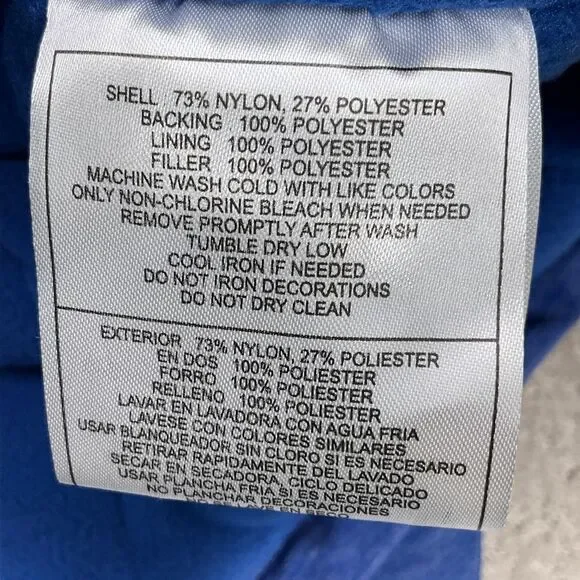 SHELL 73% NYLON, 27% POLYESTER
BACKING 100% POLYESTER
LINING 100% POLYESTER
FILLER 100% POLYESTER
MACHINE WASH COLD WITH LIKE COLORS
ONLY NON-CHLORINE BLEACH WHEN NEEDED
REMOVE PROMPTLY AFTER WASH
TUMBLE DRY LOW
COOL IRON IF NEEDED
DO NOT IRON DECORATIONS
DO NOT DRY CLEAN
EXTERIOR 73% NYLON, 27% POLIESTER
EN DOS 100% POLIESTER
FORRO 100% POLIESTER
RELLENO 100% POLIESTER
LAVAR EN LAVADORA CON AGUA FRIA
LAVESE CON COLORES SIMILARES
USAR BLANQUEADOR SIN CLORO SI ES NECESARIO
RETIRAR RAPIDAMENTE DEL LAVADO
SECAR EN SECADORA, CICLO DELICADO
USAR PLANCHA FRIA SI ES NECESARIO
NO PLANCHAR DECORACIONES